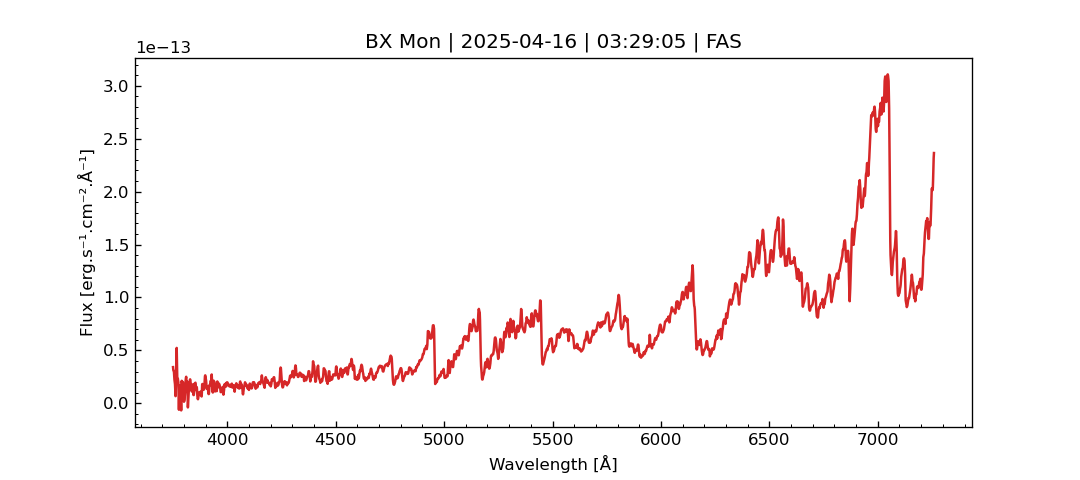 BX Mon | 2025-04-16 | 03:29:05 | FAS
1e−13
3.0
2.5
2.0
1.5
1.0
0.5
0.0
Flux [erg.s⁻¹.cm⁻².Å⁻¹]
4000 4500 5000 5500 6000 6500 7000
Wavelength [Å]